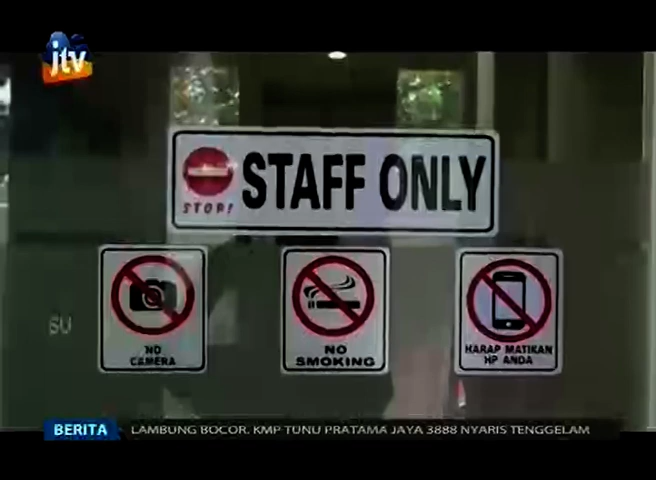 jtv
STAFF ONLY
STOP!
NO
CAMERA
NO
SMOKING
HARAP MATIKAN
HP ANDA
SU
BERITA
LAMBUNG BOCOR, KMP TUNU PRATAMA JAYA 3888 NYARIS TENGGELAM